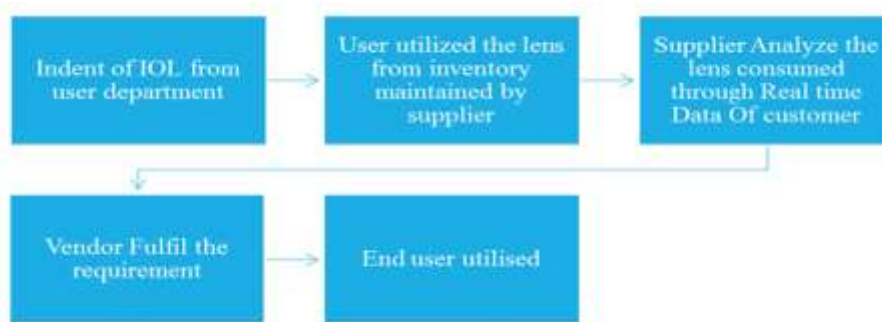 Indent of IOL from
user department
User utilized the lens
from inventory
maintained by
supplier
Supplier Analyze the
lens consumed
through Real time
Data Of customer
Vendor Fulfil the
requirement
End user utilised